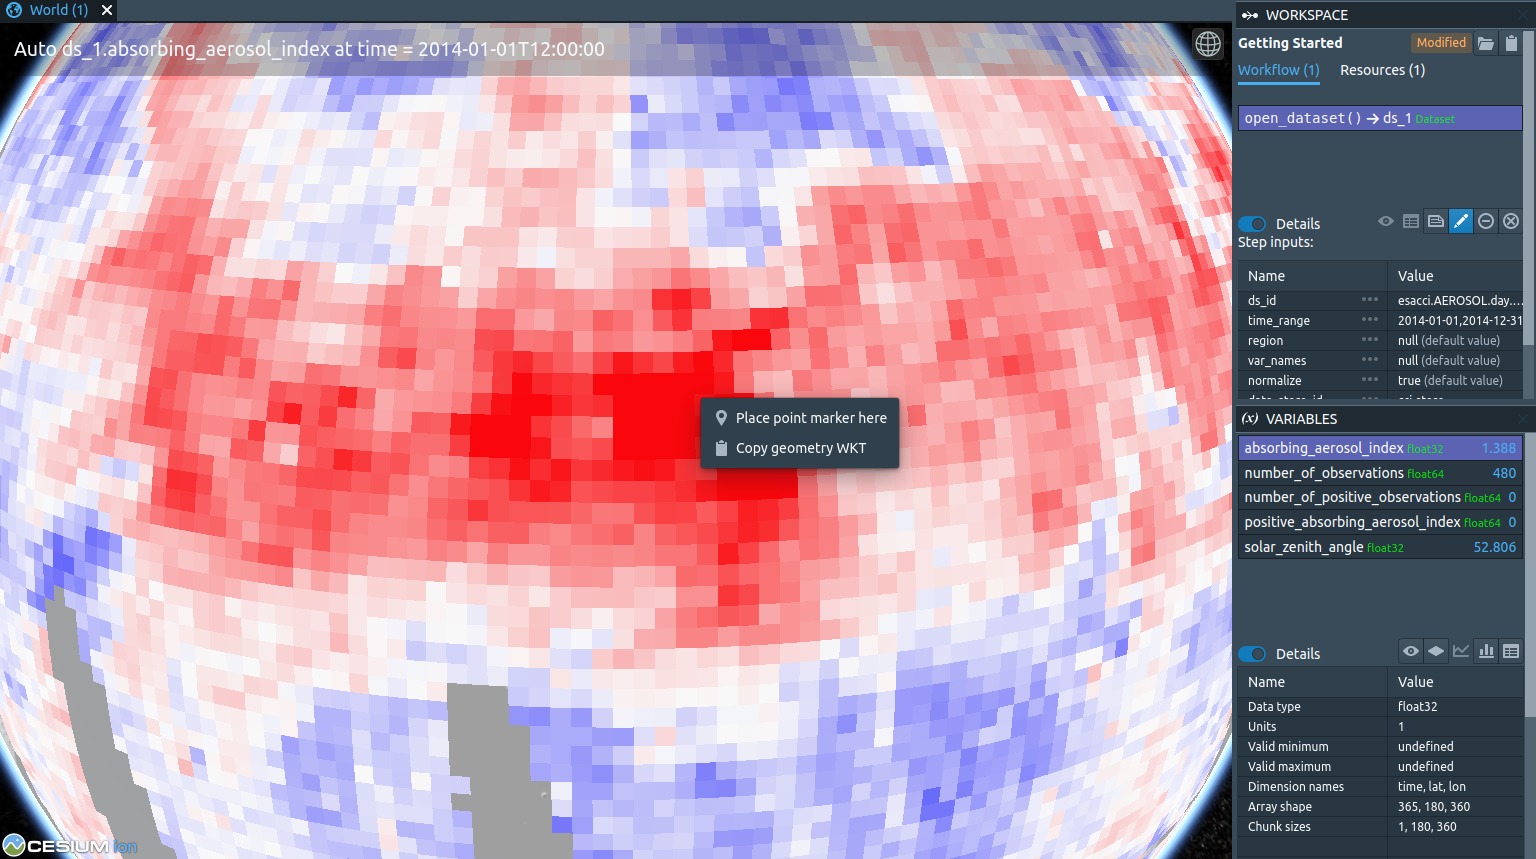 World (1)
Auto ds_1.absorbing_aerosol_index at time = 2014-01-01T12:00:00
Place point marker here
Copy geometry WKT
CESIUM ion
WORKSPACE
Getting Started
Modified
Workflow (1)
Resources (1)
open_dataset() → ds_1 Dataset
Details
Step inputs:
Name Value
ds_id ••• esacci.AEROSOL.day....
time_range ••• 2014-01-01,2014-12-31
region ••• null (default value)
var_names ••• null (default value)
normalize ••• true (default value)
(x) VARIABLES
absorbing_aerosol_index float32 1.388
number_of_observations float64 480
number_of_positive_observations float64 0
positive_absorbing_aerosol_index float64 0
solar_zenith_angle float32 52.806
Details
Name Value
Data type float32
Units 1
Valid minimum undefined
Valid maximum undefined
Dimension names time, lat, lon
Array shape 365, 180, 360
Chunk sizes 1, 180, 360